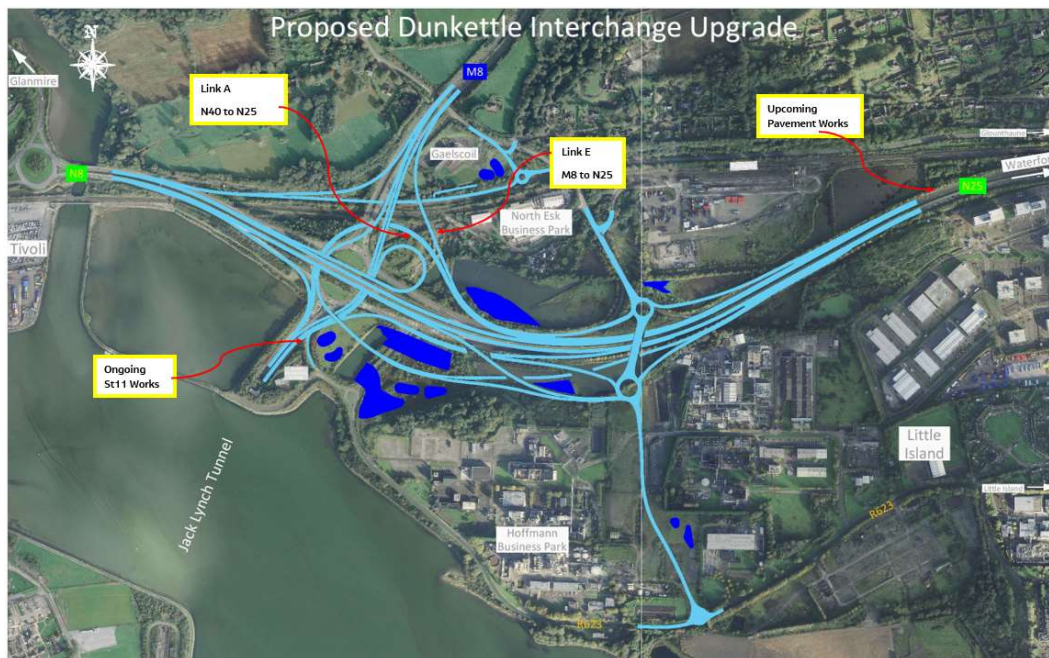 Proposed Dunkettle Interchange Upgrade
N
Glanmire
M8
Link A
N40 to N25
Upcoming
Pavement Works
Glounthaune
Gaelscoil
Link E
M8 to N25
Waterford
N8
N25
North Esk
Business Park
Tivoli
Ongoing
St11 Works
Little
Island
Jack Lynch Tunnel
Little Island
R623
Hoffmann
Business Park
R623